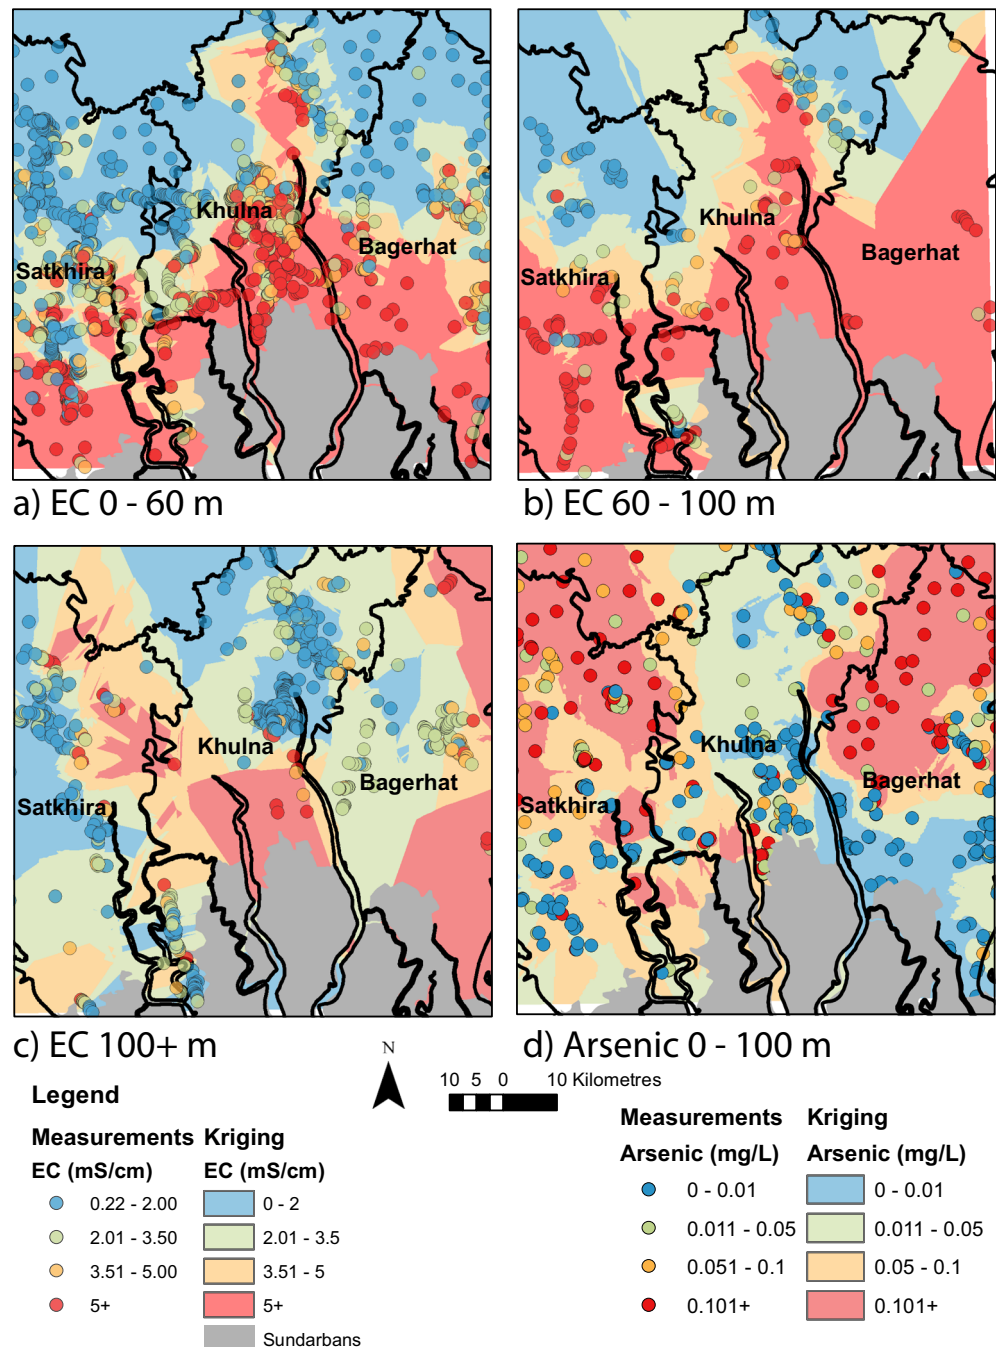 Khulna
Bagerhat
Satkhira
a) EC 0 - 60 m
Khulna
Bagerhat
Satkhira
b) EC 60 - 100 m
Khulna
Bagerhat
Satkhira
c) EC 100+ m
Khulna
Bagerhat
Satkhira
d) Arsenic 0 - 100 m
N
10 5 0 10 Kilometres
Legend
Measurements Kriging
EC (mS/cm) EC (mS/cm)
0.22 - 2.00 0 - 2
2.01 - 3.50 2.01 - 3.5
3.51 - 5.00 3.51 - 5
5+ 5+
Sundarbans
Measurements Kriging
Arsenic (mg/L) Arsenic (mg/L)
0 - 0.01 0 - 0.01
0.011 - 0.05 0.011 - 0.05
0.051 - 0.1 0.05 - 0.1
0.101+ 0.101+